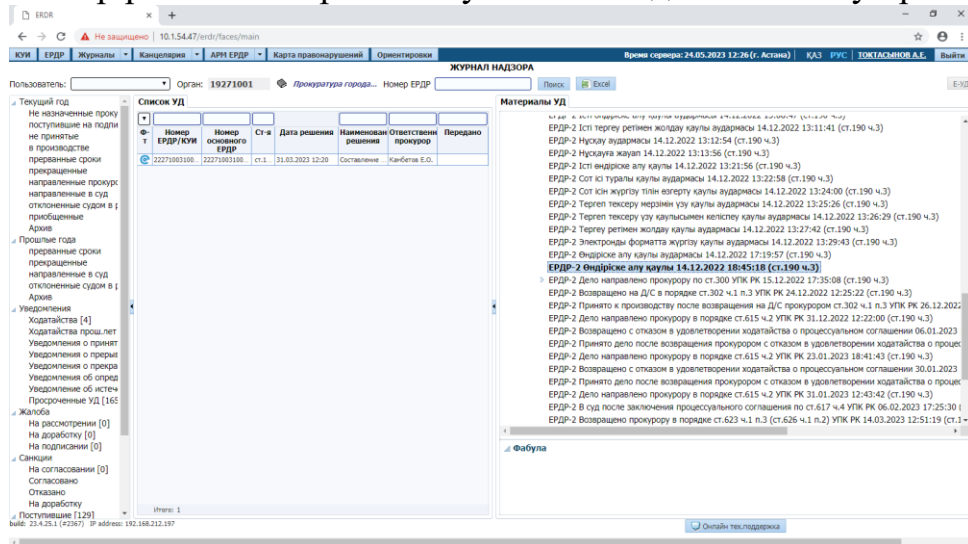 ERDR
Не защищено 10.1.54.47/erdr/faces/main
КУИ ЕРДР Журналы Канцелярия АРМ ЕРДР Карта правонарушений Ориентировки Время сервера: 24.05.2023 12:26 (г. Астана) ҚАЗ РУС ТОКТАСЫНОВ А.Е. Выйти
ЖУРНАЛ НАДЗОРА
Пользователь: Орган: 19271001 Прокуратура города... Номер ЕРДР Поиск Excel Е-УД
Текущий год
Не назначенные проку
поступившие на подпи
не принятые
в производстве
прерванные сроки
прекращенные
направленные прокурс
направленные в суд
отклоненные судом в р
приобщенные
Архив
Прошлые года
прерванные сроки
прекращенные
направленные в суд
отклоненные судом в р
Архив
Уведомления
Ходатайства [4]
Ходатайства прош.лет
Уведомления о принят
Уведомления о прерыв
Уведомления о прекра
Уведомления об опред
Уведомление об истеч
Просроченные УД [165
Жалоба
На рассмотрении [0]
На доработку [0]
На подписании [0]
Санкции
На согласовании [0]
Согласовано
Отказано
На доработку
Поступившие [129]
Список УД
Ф-т Номер ЕРДР/КУИ Номер основного ЕРДР Ст-я Дата решения Наименован решения Ответственн прокурор Передано
22271003100... 22271003100... ст.1... 31.03.2023 12:20 Составление ... Канбетов Е.О.
Итого: 1
Материалы УД
ЕРДР-2 Істі тергеу ретімен жолдау қаулы аудармасы 14.12.2022 13:11:41 (ст.190 ч.3)
ЕРДР-2 Нұсқау аудармасы 14.12.2022 13:12:54 (ст.190 ч.3)
ЕРДР-2 Нұсқауға жауап 14.12.2022 13:13:56 (ст.190 ч.3)
ЕРДР-2 Істі өндіріске алу қаулы аудармасы 14.12.2022 13:21:56 (ст.190 ч.3)
ЕРДР-2 Сот ісі туралы қаулы аудармасы 14.12.2022 13:22:58 (ст.190 ч.3)
ЕРДР-2 Сот ісін жүргізу тілін өзгерту қаулы аудармасы 14.12.2022 13:24:00 (ст.190 ч.3)
ЕРДР-2 Тергеп тексеру мерзімін үзу қаулы аудармасы 14.12.2022 13:25:26 (ст.190 ч.3)
ЕРДР-2 Тергеп тексеру үзу қаулысымен келіспеу қаулы аудармасы 14.12.2022 13:26:29 (ст.190 ч.3)
ЕРДР-2 Тергеу ретімен жолдау қаулы аудармасы 14.12.2022 13:27:42 (ст.190 ч.3)
ЕРДР-2 Электронды форматта жүргізу қаулы аудармасы 14.12.2022 13:29:43 (ст.190 ч.3)
ЕРДР-2 Өндіріске алу қаулы аудармасы 14.12.2022 17:19:57 (ст.190 ч.3)
ЕРДР-2 Өндіріске алу қаулы 14.12.2022 18:45:18 (ст.190 ч.3)
ЕРДР-2 Дело направлено прокурору по ст.300 УПК РК 15.12.2022 17:35:08 (ст.190 ч.3)
ЕРДР-2 Возвращено на Д/С в порядке ст.302 ч.1 п.3 УПК РК 24.12.2022 12:25:22 (ст.190 ч.3)
ЕРДР-2 Принято к производству после возвращения на Д/С прокурором ст.302 ч.1 п.3 УПК РК 26.12.2022
ЕРДР-2 Дело направлено прокурору в порядке ст.615 ч.2 УПК РК 31.12.2022 12:22:00 (ст.190 ч.3)
ЕРДР-2 Возвращено с отказом в удовлетворении ходатайства о процессуальном соглашении 06.01.2023
ЕРДР-2 Принято дело после возвращения прокурором с отказом в удовлетворении ходатайства о процес
ЕРДР-2 Дело направлено прокурору в порядке ст.615 ч.2 УПК РК 23.01.2023 18:41:43 (ст.190 ч.3)
ЕРДР-2 Возвращено с отказом в удовлетворении ходатайства о процессуальном соглашении 30.01.2023
ЕРДР-2 Принято дело после возвращения прокурором с отказом в удовлетворении ходатайства о процес
ЕРДР-2 Дело направлено прокурору в порядке ст.615 ч.2 УПК РК 31.01.2023 12:43:42 (ст.190 ч.3)
ЕРДР-2 В суд после заключения процессуального соглашения по ст.617 ч.4 УПК РК 06.02.2023 17:25:30 (
ЕРДР-2 Возвращено прокурору в порядке ст.623 ч.1 п.3 (ст.626 ч.1 п.2) УПК РК 14.03.2023 12:51:19 (ст.1
Фабула
build: 23.4.25.1 (#2367) IP address: 192.168.212.197
Онлайн тех.поддержка